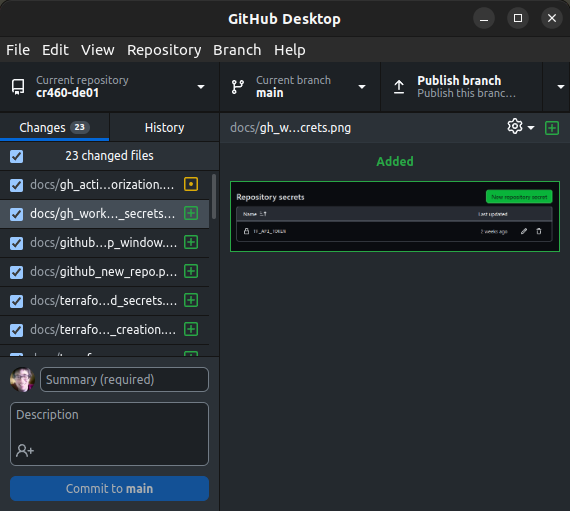 GitHub Desktop
File Edit View Repository Branch Help
Current repository
cr460-de01
Current branch
main
Publish branch
Publish this branc…
Changes 23
History
docs/gh_w…crets.png
23 changed files
Added
docs/gh_acti…orization.…
docs/gh_work…_secrets…
docs/github…p_window.…
docs/github_new_repo.p…
docs/terrafo…d_secrets.…
docs/terrafo…_creation.…
Repository secrets
New repository secret
Name
Last updated
TF_API_TOKEN
2 weeks ago
Summary (required)
Description
Commit to main